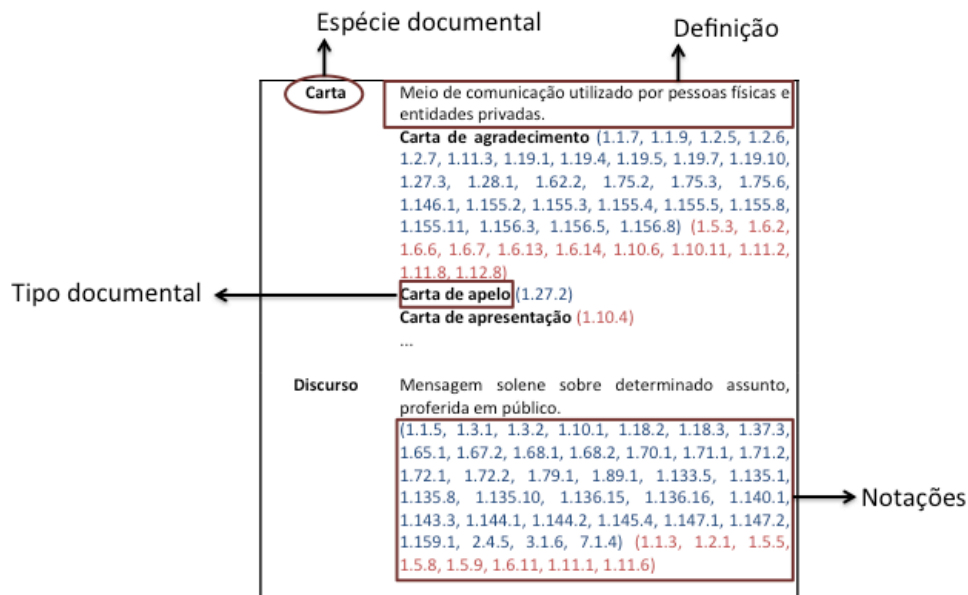 Espécie documental
Definição
Carta
Meio de comunicação utilizado por pessoas físicas e
entidades privadas.
Carta de agradecimento (1.1.7, 1.1.9, 1.2.5, 1.2.6,
1.2.7, 1.11.3, 1.19.1, 1.19.4, 1.19.5, 1.19.7, 1.19.10,
1.27.3, 1.28.1, 1.62.2, 1.75.2, 1.75.3, 1.75.6,
1.146.1, 1.155.2, 1.155.3, 1.155.4, 1.155.5, 1.155.8,
1.155.11, 1.156.3, 1.156.5, 1.156.8) (1.5.3, 1.6.2,
1.6.6, 1.6.7, 1.6.13, 1.6.14, 1.10.6, 1.10.11, 1.11.2,
1.11.8, 1.12.8)
Tipo documental
Carta de apelo (1.27.2)
Carta de apresentação (1.10.4)
...
Discurso
Mensagem solene sobre determinado assunto,
proferida em público.
(1.1.5, 1.3.1, 1.3.2, 1.10.1, 1.18.2, 1.18.3, 1.37.3,
1.65.1, 1.67.2, 1.68.1, 1.68.2, 1.70.1, 1.71.1, 1.71.2,
1.72.1, 1.72.2, 1.79.1, 1.89.1, 1.133.5, 1.135.1,
1.135.8, 1.135.10, 1.136.15, 1.136.16, 1.140.1,
1.143.3, 1.144.1, 1.144.2, 1.145.4, 1.147.1, 1.147.2,
1.159.1, 2.4.5, 3.1.6, 7.1.4) (1.1.3, 1.2.1, 1.5.5,
1.5.8, 1.5.9, 1.6.11, 1.11.1, 1.11.6)
Notações